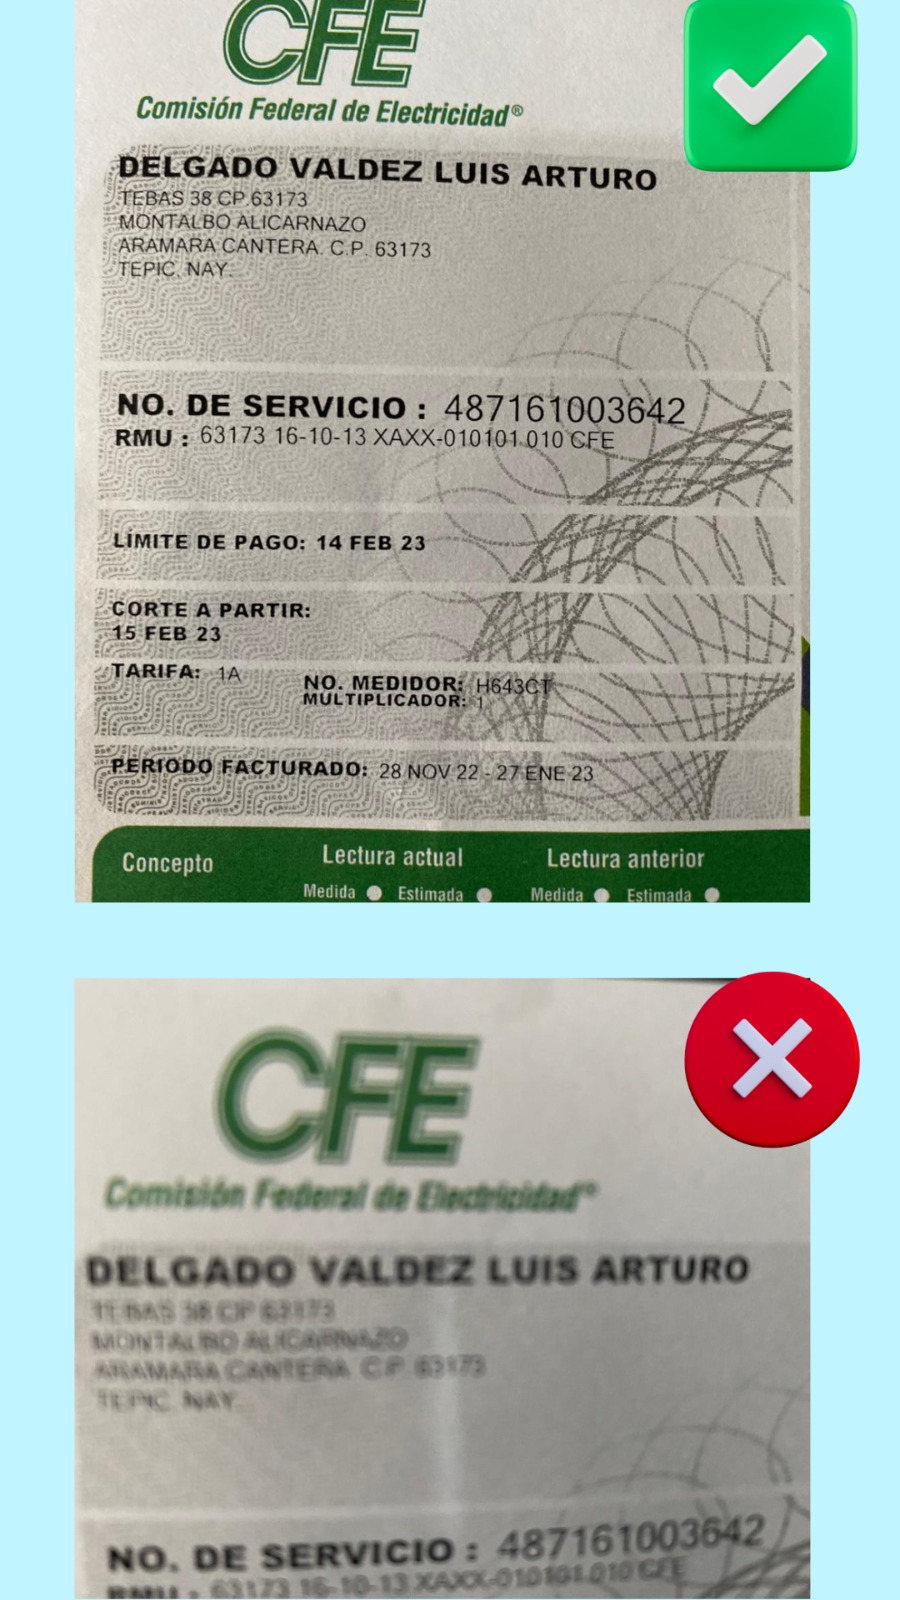 CFE
Comisión Federal de Electricidad®
DELGADO VALDEZ LUIS ARTURO
TEBAS 38 CP.63173
MONTALBO ALICARNAZO
ARAMARA CANTERA. C.P. 63173
TEPIC, NAY.
NO. DE SERVICIO : 487161003642
RMU : 63173 16-10-13 XAXX-010101 010 CFE
LÍMITE DE PAGO: 14 FEB 23
CORTE A PARTIR:
15 FEB 23
TARIFA: 1A
NO. MEDIDOR: H643CT
MULTIPLICADOR: 1
PERIODO FACTURADO: 28 NOV 22 - 27 ENE 23
Concepto Lectura actual Lectura anterior
Medida Estimada Medida Estimada
CFE
Comisión Federal de Electricidad®
DELGADO VALDEZ LUIS ARTURO
TEBAS 38 CP 63173
MONTALBO ALICARNAZO
ARAMARA CANTERA C.P. 63173
TEPIC, NAY.
NO. DE SERVICIO : 487161003642
RMU : 63173 16-10-13 XAXX-010101 010 CFE